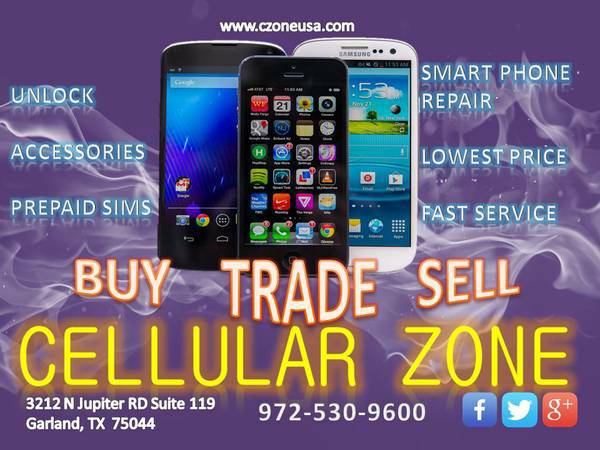 www.czoneusa.com
UNLOCK
ACCESSORIES
PREPAID SIMS
SMART PHONE
REPAIR
LOWEST PRICE
FAST SERVICE
SAMSUNG
BUY TRADE SELL
CELLULAR ZONE
3212 N Jupiter RD Suite 119
Garland, TX 75044
972-530-9600
f
g+